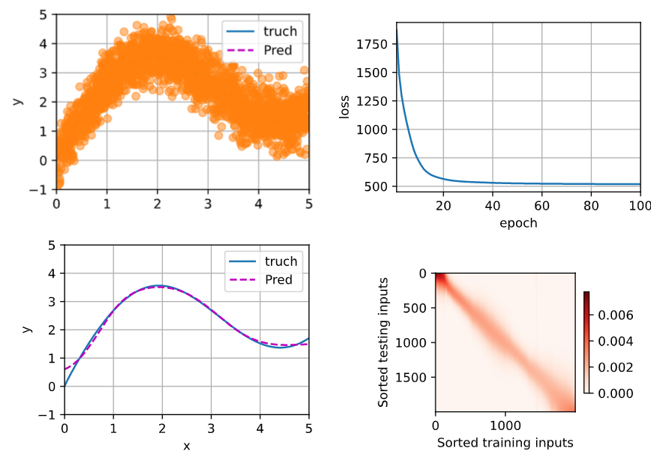 5
4
3
2
1
0
−1
y
0 1 2 3 4 5
truch
Pred
1750
1500
1250
1000
750
500
loss
20 40 60 80 100
epoch
5
4
3
2
1
0
−1
y
0 1 2 3 4 5
x
truch
Pred
0
500
1000
1500
Sorted testing inputs
0 1000
Sorted training inputs
0.006
0.004
0.002
0.000